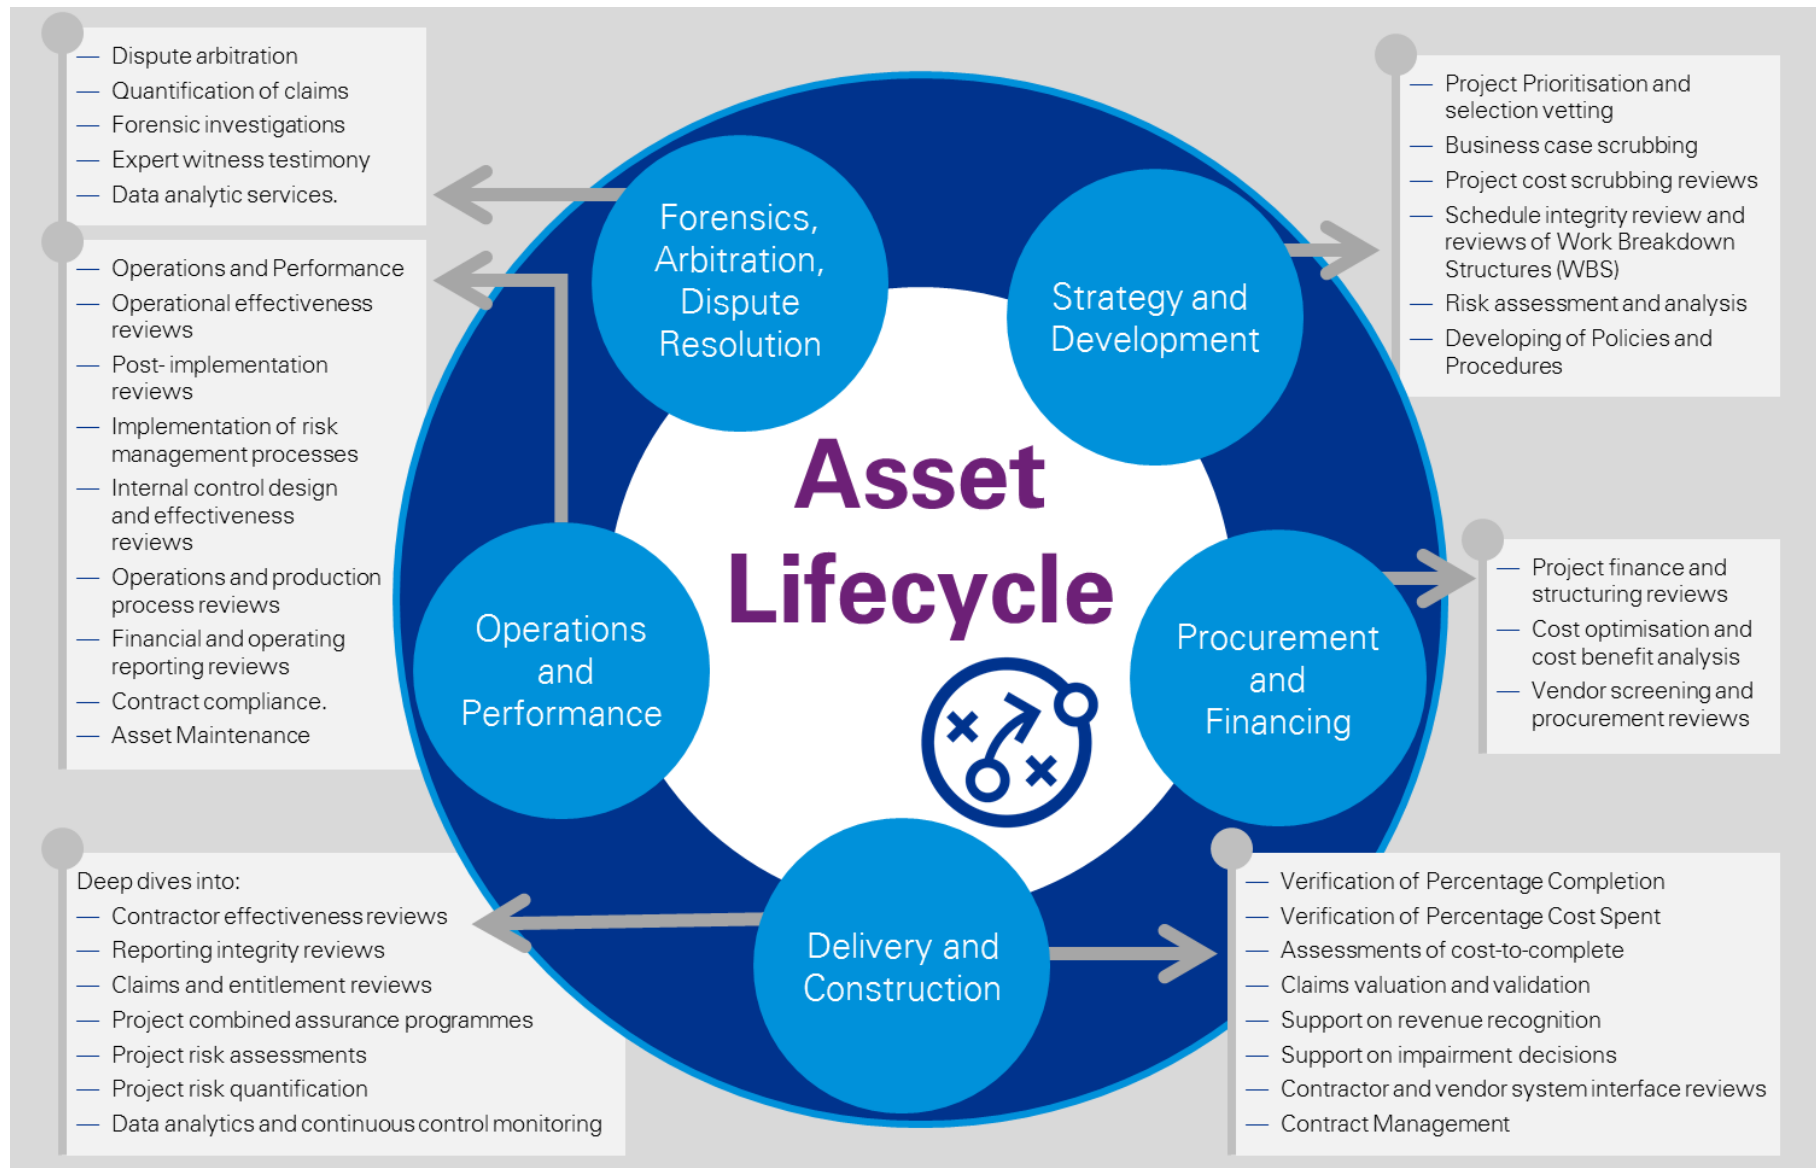 — Dispute arbitration
— Quantification of claims
— Forensic investigations
— Expert witness testimony
— Data analytic services.
— Operations and Performance
— Operational effectiveness
reviews
— Post- implementation
reviews
— Implementation of risk
management processes
— Internal control design
and effectiveness
reviews
— Operations and production
process reviews
— Financial and operating
reporting reviews
— Contract compliance.
— Asset Maintenance
Deep dives into:
— Contractor effectiveness reviews
— Reporting integrity reviews
— Claims and entitlement reviews
— Project combined assurance programmes
— Project risk assessments
— Project risk quantification
— Data analytics and continuous control monitoring
Forensics,
Arbitration,
Dispute
Resolution
Strategy and
Development
Asset
Lifecycle
Operations
and
Performance
Procurement
and
Financing
Delivery and
Construction
— Project Prioritisation and
selection vetting
— Business case scrubbing
— Project cost scrubbing reviews
— Schedule integrity review and
reviews of Work Breakdown
Structures (WBS)
— Risk assessment and analysis
— Developing of Policies and
Procedures
— Project finance and
structuring reviews
— Cost optimisation and
cost benefit analysis
— Vendor screening and
procurement reviews
— Verification of Percentage Completion
— Verification of Percentage Cost Spent
— Assessments of cost-to-complete
— Claims valuation and validation
— Support on revenue recognition
— Support on impairment decisions
— Contractor and vendor system interface reviews
— Contract Management